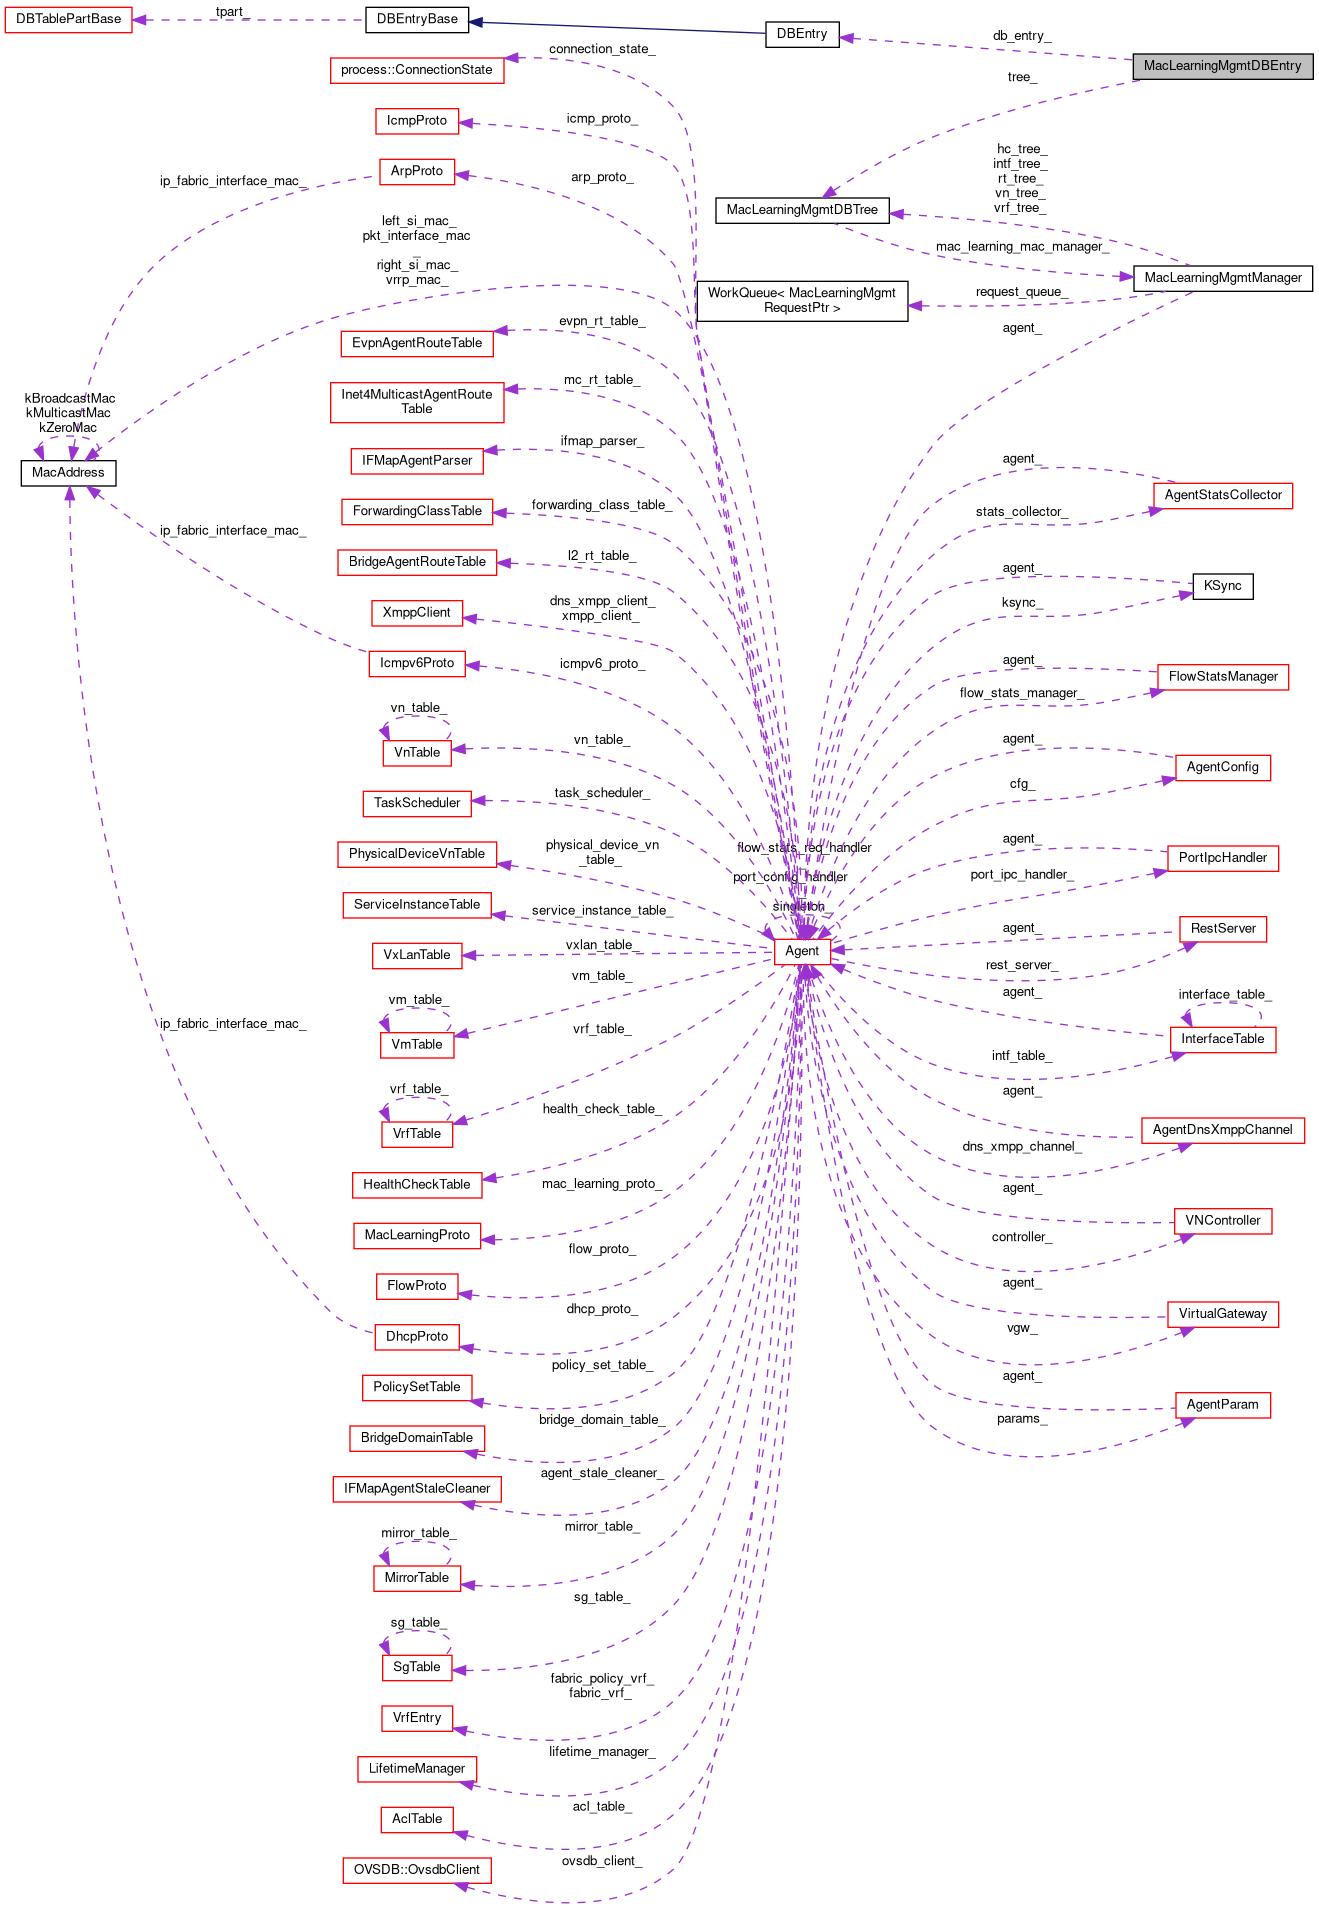 tpart_
DBTablePartBase
DBEntryBase
DBEntry
db_entry_
MacLearningMgmtDBEntry
connection_state_
process::ConnectionState
tree_
icmp_proto_
IcmpProto
hc_tree_
intf_tree_
rt_tree_
vn_tree_
vrf_tree_
ArpProto
arp_proto_
ip_fabric_interface_mac_
MacLearningMgmtDBTree
left_si_mac_
pkt_interface_mac
_
right_si_mac_
vrrp_mac_
mac_learning_mac_manager_
MacLearningMgmtManager
WorkQueue< MacLearningMgmt
RequestPtr >
request_queue_
agent_
evpn_rt_table_
EvpnAgentRouteTable
mc_rt_table_
Inet4MulticastAgentRoute
Table
kBroadcastMac
kMulticastMac
kZeroMac
MacAddress
ifmap_parser_
IFMapAgentParser
agent_
AgentStatsCollector
stats_collector_
forwarding_class_table_
ForwardingClassTable
ip_fabric_interface_mac_
l2_rt_table_
BridgeAgentRouteTable
agent_
KSync
ksync_
dns_xmpp_client_
xmpp_client_
XmppClient
icmpv6_proto_
Icmpv6Proto
agent_
FlowStatsManager
flow_stats_manager_
vn_table_
VnTable
vn_table_
agent_
AgentConfig
cfg_
task_scheduler_
TaskScheduler
physical_device_vn
_table_
PhysicalDeviceVnTable
flow_stats_req_handler
_
port_config_handler
_
singleton_
Agent
agent_
PortIpcHandler
port_ipc_handler_
ServiceInstanceTable
service_instance_table_
agent_
RestServer
rest_server_
VxLanTable
vxlan_table_
vm_table_
vm_table_
VmTable
agent_
interface_table_
InterfaceTable
intf_table_
ip_fabric_interface_mac_
vrf_table_
vrf_table_
VrfTable
agent_
AgentDnsXmppChannel
dns_xmpp_channel_
health_check_table_
HealthCheckTable
mac_learning_proto_
MacLearningProto
agent_
VNController
controller_
flow_proto_
FlowProto
agent_
VirtualGateway
vgw_
dhcp_proto_
DhcpProto
policy_set_table_
PolicySetTable
agent_
AgentParam
params_
bridge_domain_table_
BridgeDomainTable
agent_stale_cleaner_
IFMapAgentStaleCleaner
mirror_table_
mirror_table_
MirrorTable
sg_table_
sg_table_
SgTable
fabric_policy_vrf_
fabric_vrf_
VrfEntry
lifetime_manager_
LifetimeManager
acl_table_
AclTable
ovsdb_client_
OVSDB::OvsdbClient